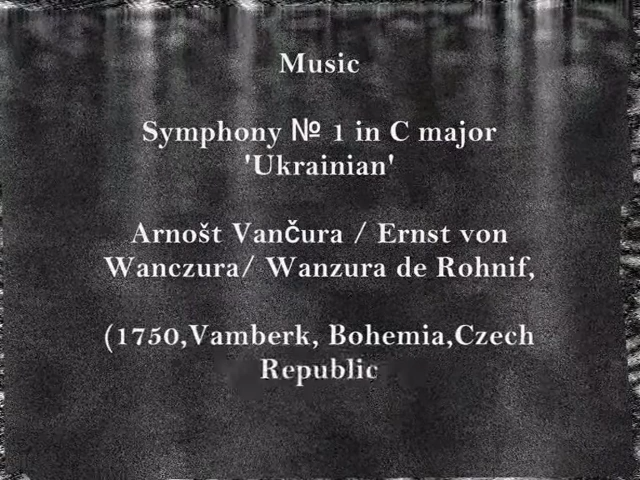 Music
Symphony № 1 in C major
'Ukrainian'
Arnošt Vančura / Ernst von
Wanczura/ Wanzura de Rohnif,
(1750,Vamberk, Bohemia,Czech
Republic